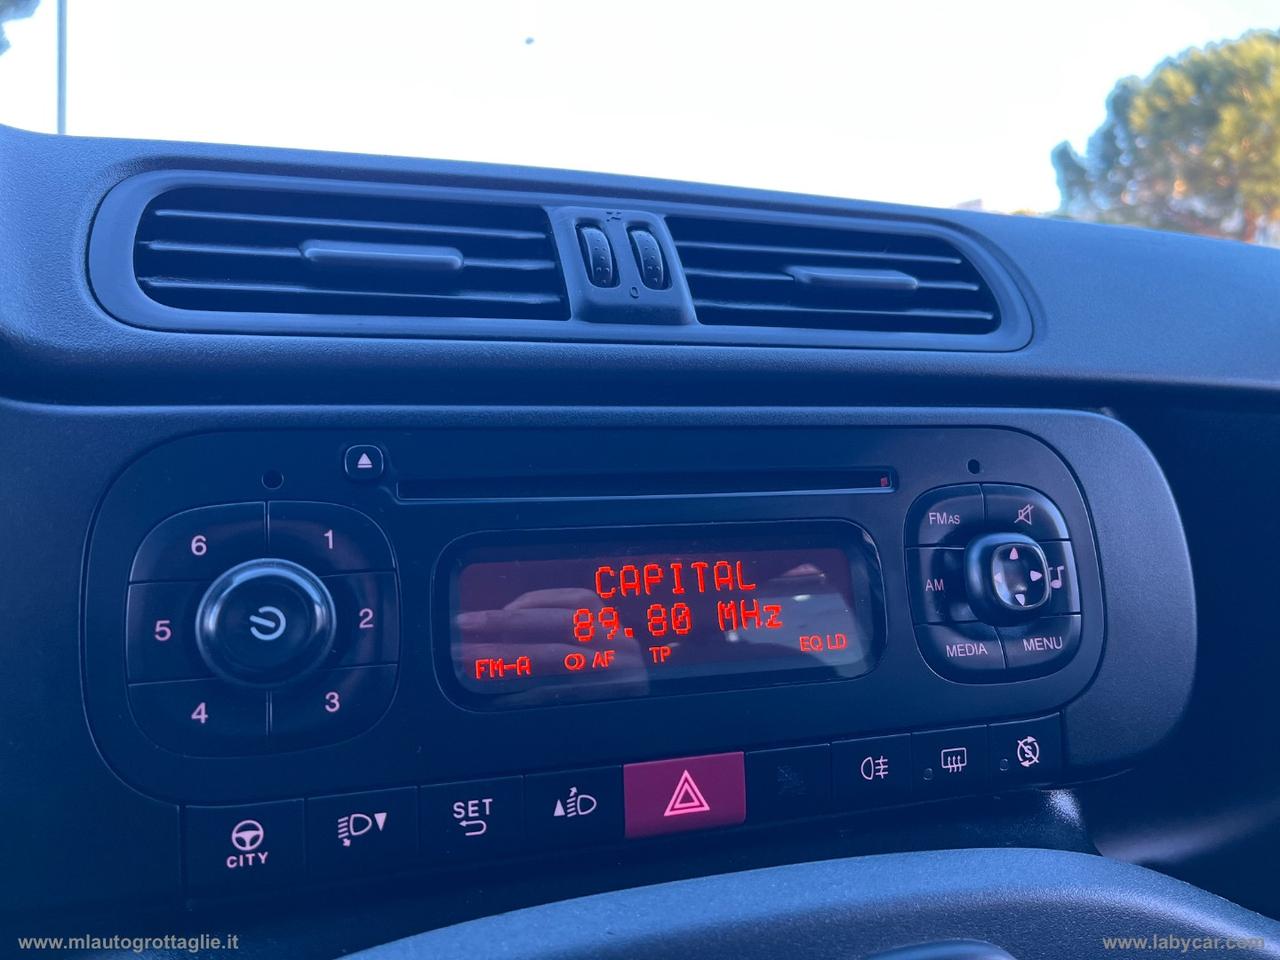 6 1
5 2
4 3
CAPITAL
89.80 MHz
FM-A AF TP EQ LD
FMAS
AM
MEDIA MENU
CITY
SET
O
www.mlautogrottaglie.it
www.labycar.com